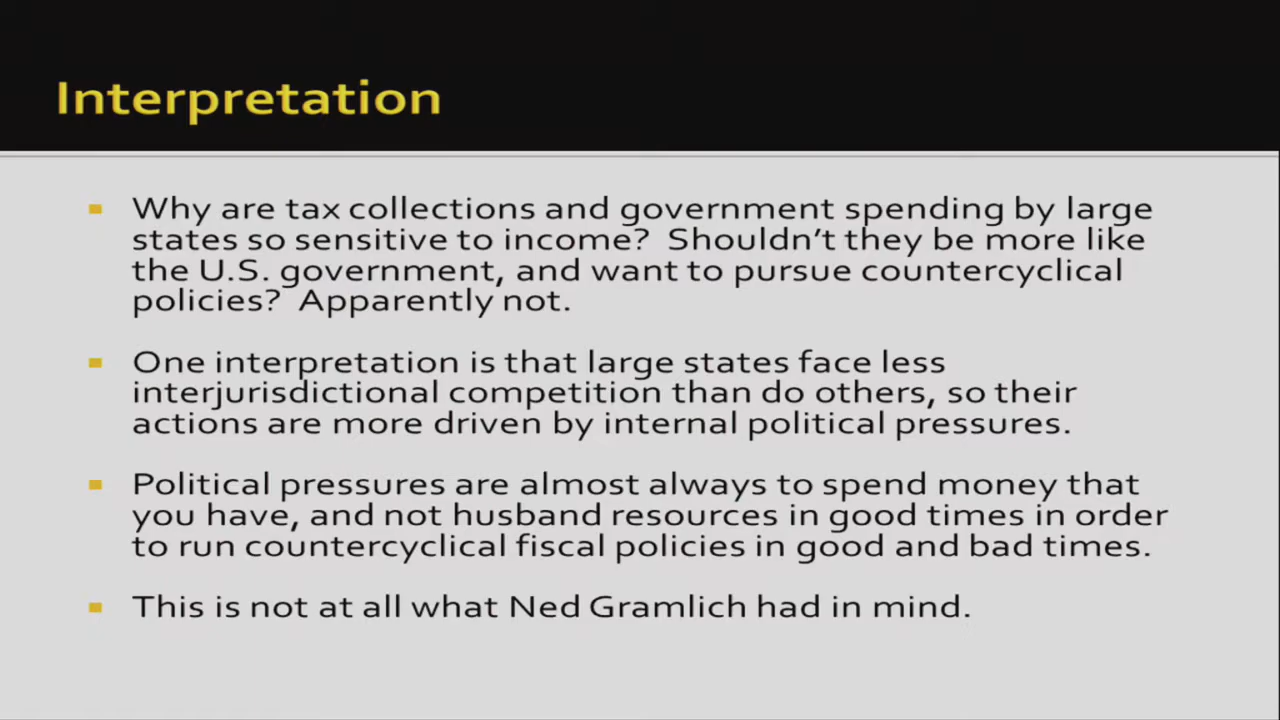 Interpretation
Why are tax collections and government spending by large
states so sensitive to income? Shouldn't they be more like
the U.S. government, and want to pursue countercyclical
policies? Apparently not.
One interpretation is that large states face less
interjurisdictional competition than do others, so their
actions are more driven by internal political pressures.
Political pressures are almost always to spend money that
you have, and not husband resources in good times in order
to run countercyclical fiscal policies in good and bad times.
This is not at all what Ned Gramlich had in mind.